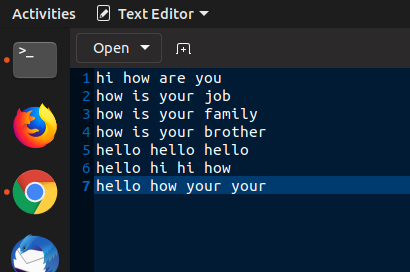 Activities Text Editor
Open
>_
1 hi how are you
2 how is your job
3 how is your family
4 how is your brother
5 hello hello hello
6 hello hi hi how
7 hello how your your